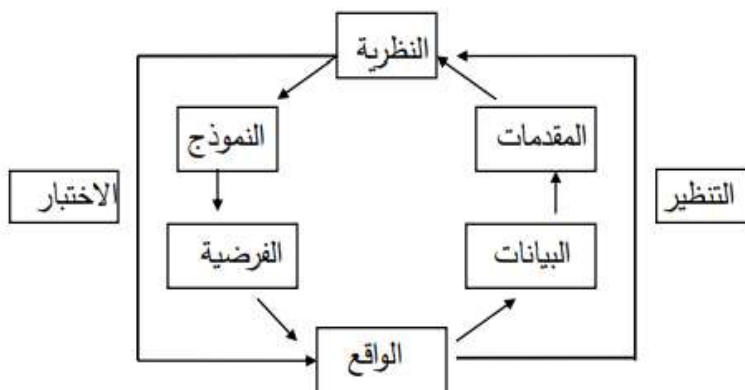 النظرية
المقدمات
النموذج
التنظير
الاختبار
البيانات
الفرضية
الواقع